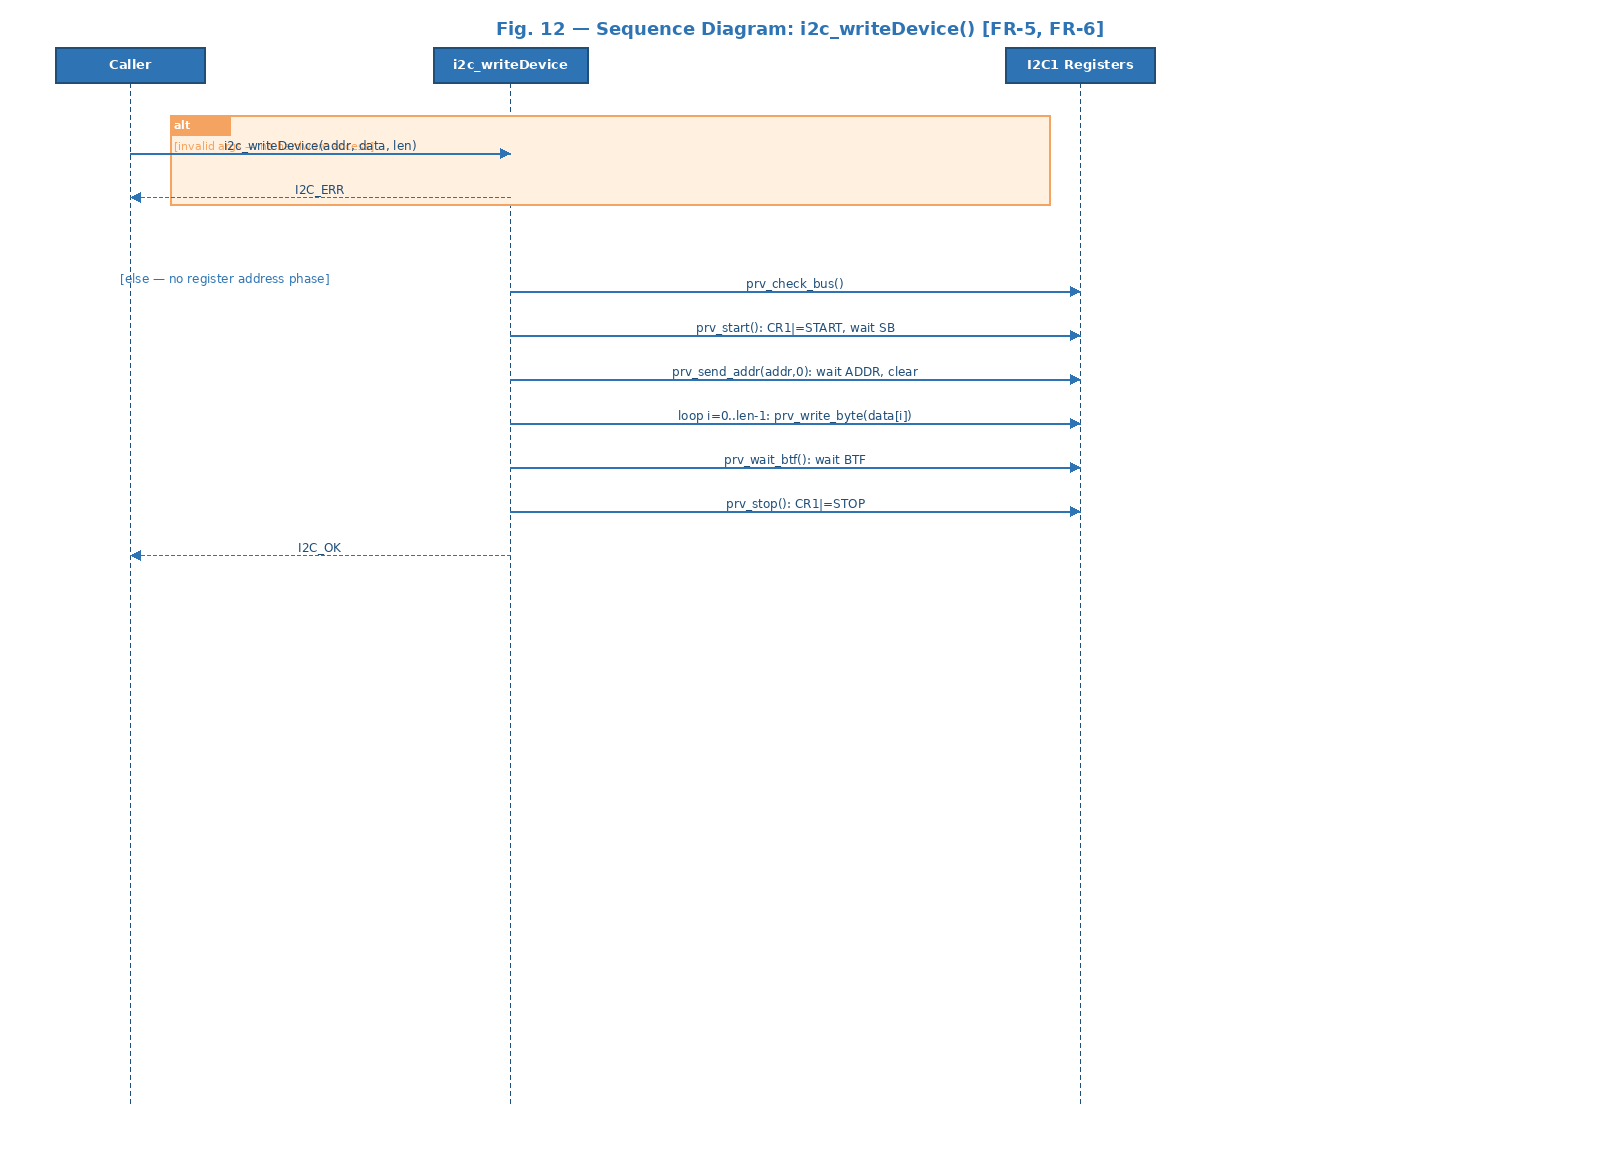 Fig. 12 — Sequence Diagram: i2c_writeDevice() [FR-5, FR-6]
Caller
i2c_writeDevice
I2C1 Registers
alt
[invalid
i2c_writeDevice(addr, data, len)
I2C_ERR
[else — no register address phase]
prv_check_bus()
prv_start(): CR1|=START, wait SB
prv_send_addr(addr,0): wait ADDR, clear
loop i=0..len-1: prv_write_byte(data[i])
prv_wait_btf(): wait BTF
prv_stop(): CR1|=STOP
I2C_OK